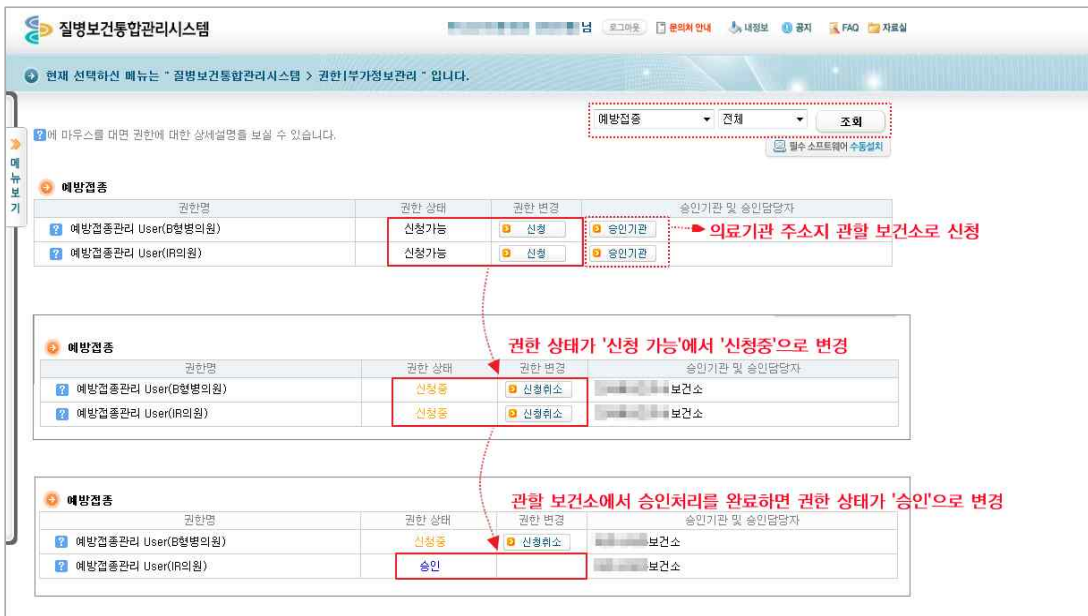 질병보건통합관리시스템
님 로그아웃 문의처 안내 내정보 공지 FAQ 자료실
현재 선택하신 메뉴는 " 질병보건통합관리시스템 > 권한|부가정보관리 " 입니다.
예방접종 전체 조회
?에 마우스를 대면 권한에 대한 상세설명를 보실 수 있습니다.
필수 소프트웨어 수동설치
메뉴보기
예방접종
권한명 권한 상태 권한 변경 승인기관 및 승인담당자
? 예방접종관리 User(B형병의원) 신청가능 신청 승인기관
의료기관 주소지 관할 보건소로 신청
? 예방접종관리 User(IR의원) 신청가능 신청 승인기관
권한 상태가 '신청 가능'에서 '신청중'으로 변경
예방접종
권한명 권한 상태 권한 변경 승인기관 및 승인담당자
? 예방접종관리 User(B형병의원) 신청중 신청취소 보건소
? 예방접종관리 User(IR의원) 신청중 신청취소 보건소
관할 보건소에서 승인처리를 완료하면 권한 상태가 '승인'으로 변경
예방접종
권한명 권한 상태 권한 변경 승인기관 및 승인담당자
? 예방접종관리 User(B형병의원) 신청중 신청취소 보건소
? 예방접종관리 User(IR의원) 승인 보건소